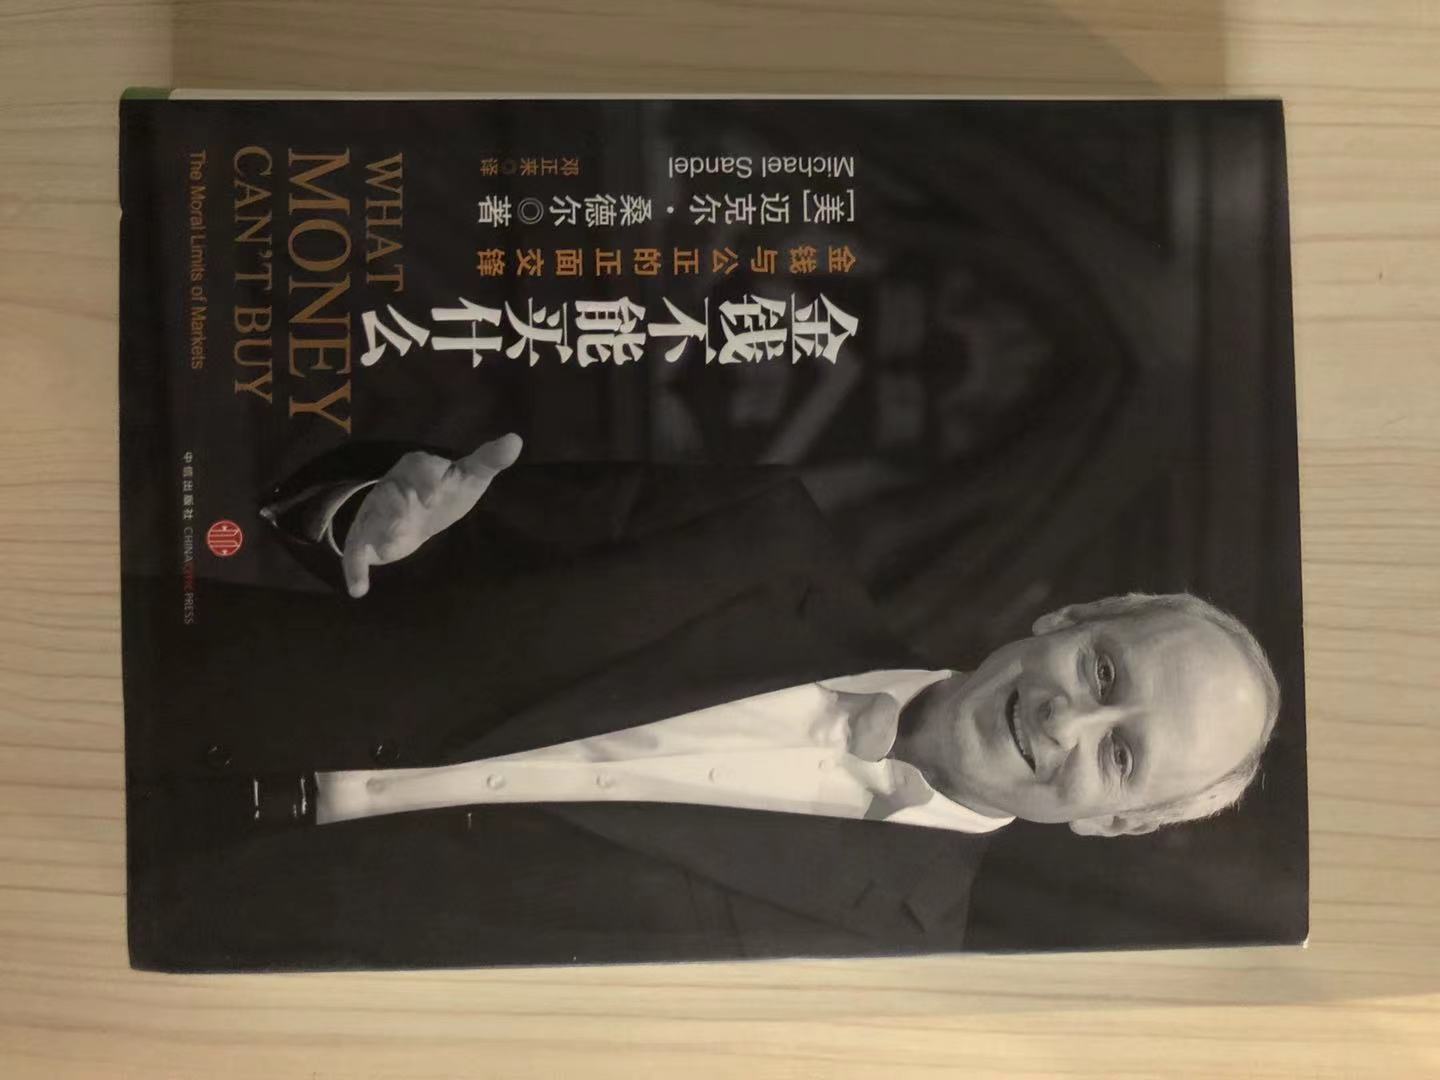 金钱不能买什么
金钱与公正的正面交锋
[美]迈克尔·桑德尔◎著
Michael Sandel
邓正来◎译
WHAT
MONEY
CAN'T BUY
The Moral Limits of Markets
中信出版社 CHINA CITIC PRESS